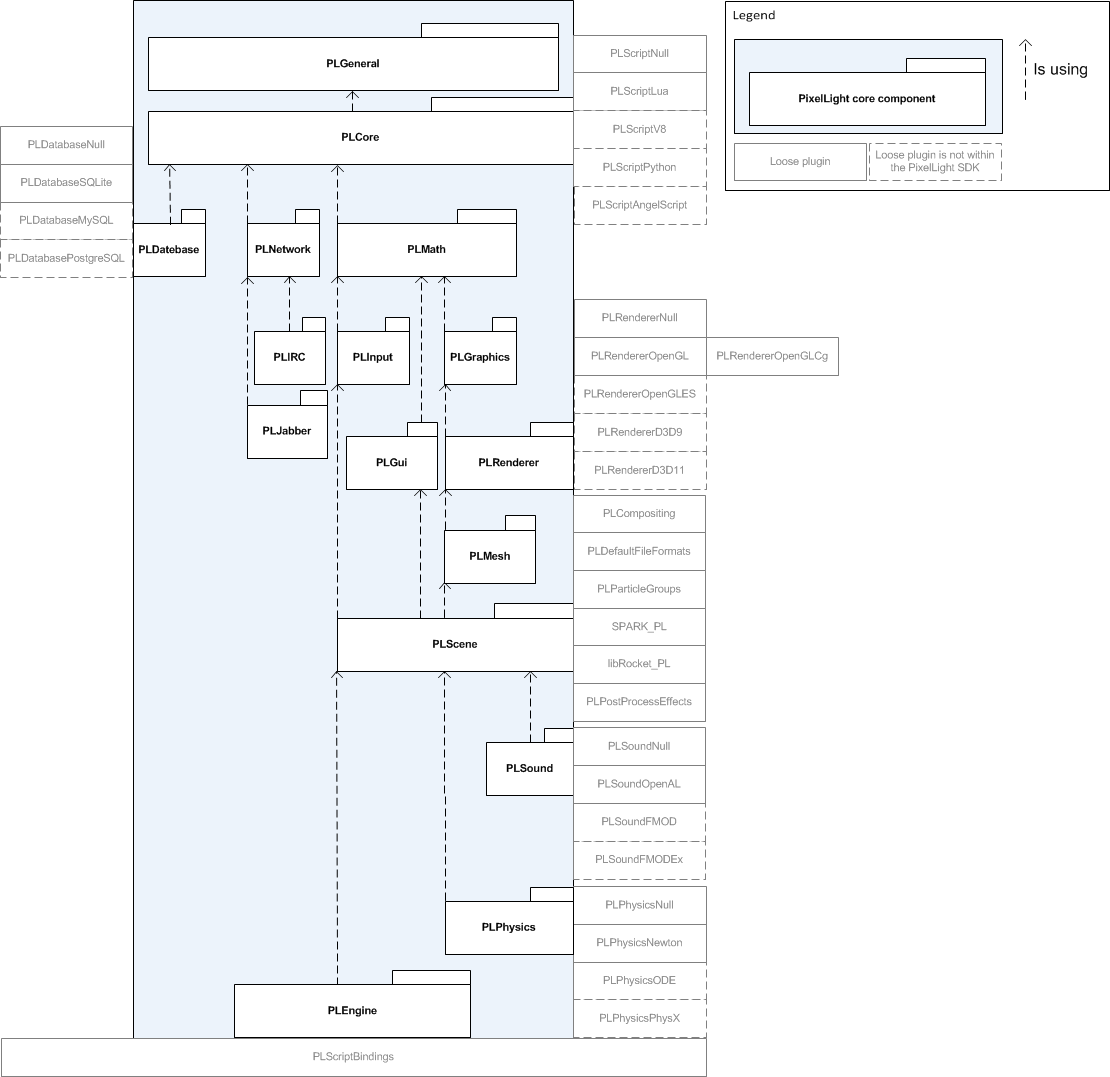 Legend
PixelLight core component
Is using
Loose plugin
Loose plugin is not within
the PixelLight SDK
PLGeneral
PLCore
PLScriptNull
PLScriptLua
PLScriptV8
PLScriptPython
PLScriptAngelScript
PLDatabaseNull
PLDatabaseSQLite
PLDatabaseMySQL
PLDatabasePostgreSQL
PLDatebase
PLNetwork
PLMath
PLIRC
PLInput
PLGraphics
PLJabber
PLGui
PLRenderer
PLRendererNull
PLRendererOpenGL
PLRendererOpenGLCg
PLRendererOpenGLES
PLRendererD3D9
PLRendererD3D11
PLMesh
PLScene
PLCompositing
PLDefaultFileFormats
PLParticleGroups
SPARK_PL
libRocket_PL
PLPostProcessEffects
PLSound
PLSoundNull
PLSoundOpenAL
PLSoundFMOD
PLSoundFMODEx
PLPhysics
PLPhysicsNull
PLPhysicsNewton
PLPhysicsODE
PLPhysicsPhysX
PLEngine
PLScriptBindings